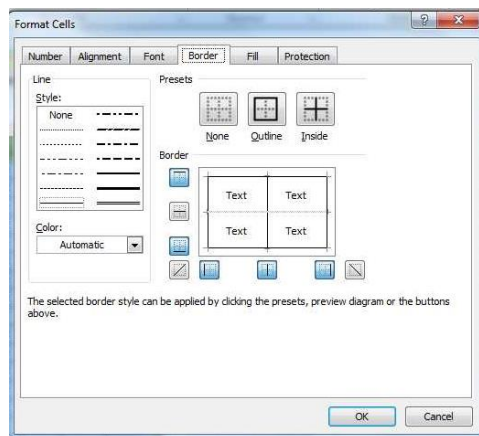 Format Cells
Number Alignment Font Border Fill Protection
Line
Style:
None
Color:
Automatic
Presets
None Outline Inside
Border
Text Text
Text Text
The selected border style can be applied by clicking the presets, preview diagram or the buttons
above.
OK Cancel